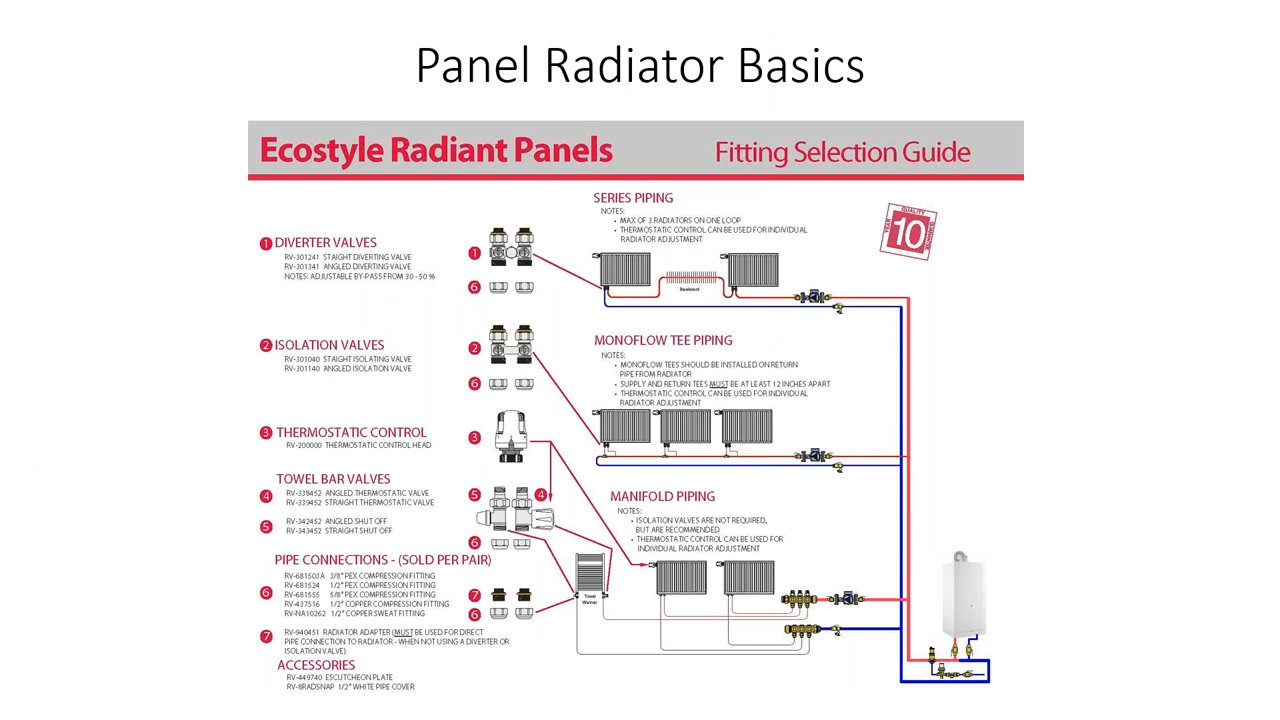 Panel Radiator Basics
Ecostyle Radiant Panels
Fitting Selection Guide
1 DIVERTER VALVES
RV-301241 STAIGHT DIVERTING VALVE
RV-301341 ANGLED DIVERTING VALVE
NOTES: ADJUSTABLE BY-PASS FROM 30 - 50 %
2 ISOLATION VALVES
RV-301040 STAIGHT ISOLATING VALVE
RV-301140 ANGLED ISOLATION VALVE
3 THERMOSTATIC CONTROL
RV-200000 THERMOSTATIC CONTROL HEAD
TOWEL BAR VALVES
4 RV-338452 ANGLED THERMOSTATIC VALVE
RV-339452 STRAIGHT THERMOSTATIC VALVE
5 RV-342452 ANGLED SHUT OFF
RV-343452 STRAIGHT SHUT OFF
PIPE CONNECTIONS - (SOLD PER PAIR)
6 RV-681503A 3/8" PEX COMPRESSION FITTING
RV-681524 1/2" PEX COMPRESSION FITTING
RV-681555 5/8" PEX COMPRESSION FITTING
RV-437516 1/2" COPPER COMPRESSION FITTING
RV-NA10262 1/2" COPPER SWEAT FITTING
7 RV-940451 RADIATOR ADAPTER (MUST BE USED FOR DIRECT
PIPE CONNECTION TO RADIATOR - WHEN NOT USING A DIVERTER OR
ISOLATION VALVE)
ACCESSORIES
RV-449740 ESCUTCHEON PLATE
RV-8RADSNAP 1/2" WHITE PIPE COVER
1
6
2
6
3
5
4
6
7
6
SERIES PIPING
NOTES:
• MAX OF 3 RADIATORS ON ONE LOOP
• THERMOSTATIC CONTROL CAN BE USED FOR INDIVIDUAL
RADIATOR ADJUSTMENT
Baseboard
YEAR
QUALITY
10
MONOFLOW TEE PIPING
NOTES:
• MONOFLOW TEES SHOULD BE INSTALLED ON RETURN
PIPE FROM RADIATOR
• SUPPLY AND RETURN TEES MUST BE AT LEAST 12 INCHES APART
• THERMOSTATIC CONTROL CAN BE USED FOR INDIVIDUAL
RADIATOR ADJUSTMENT
MANIFOLD PIPING
NOTES:
• ISOLATION VALVES ARE NOT REQUIRED,
BUT ARE RECOMMENDED
• THERMOSTATIC CONTROL CAN BE USED FOR
INDIVIDUAL RADIATOR ADJUSTMENT
Towel
Warmer